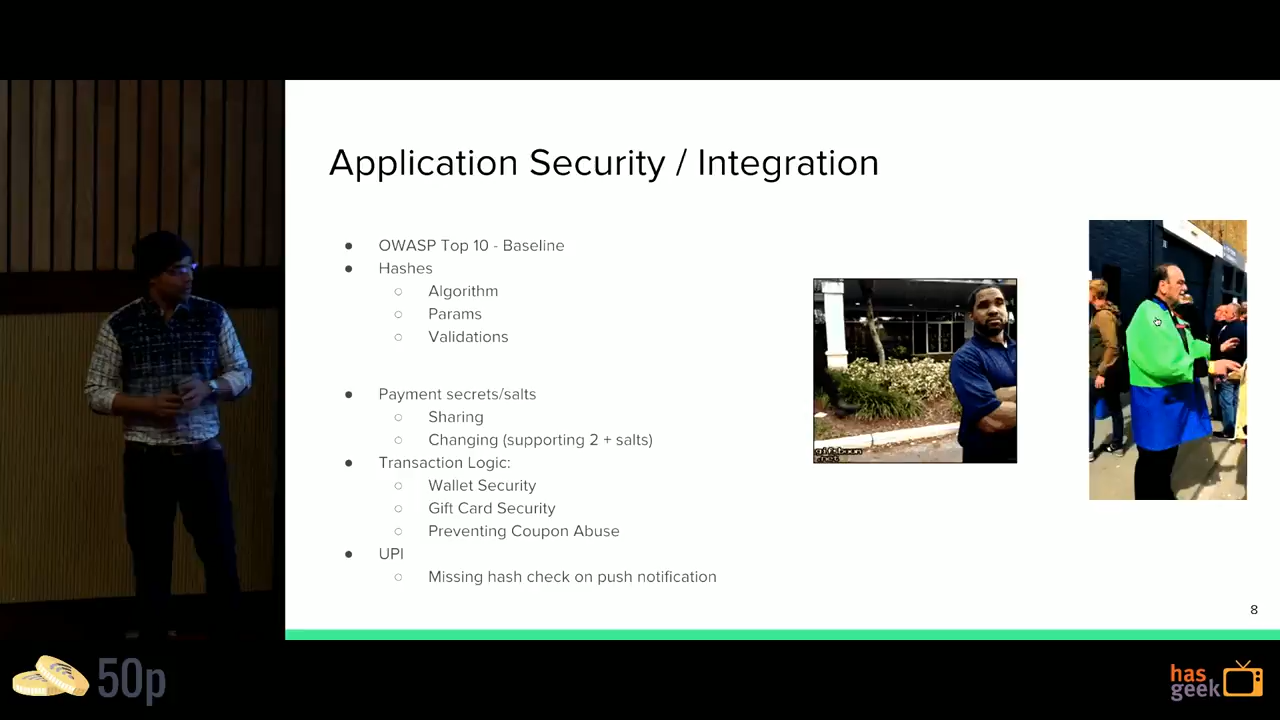 Application Security / Integration
OWASP Top 10 - Baseline
Hashes
Algorithm
Params
Validations
Payment secrets/salts
Sharing
Changing (supporting 2 + salts)
Transaction Logic:
Wallet Security
Gift Card Security
Preventing Coupon Abuse
UPI
Missing hash check on push notification
8
50p
has
geek